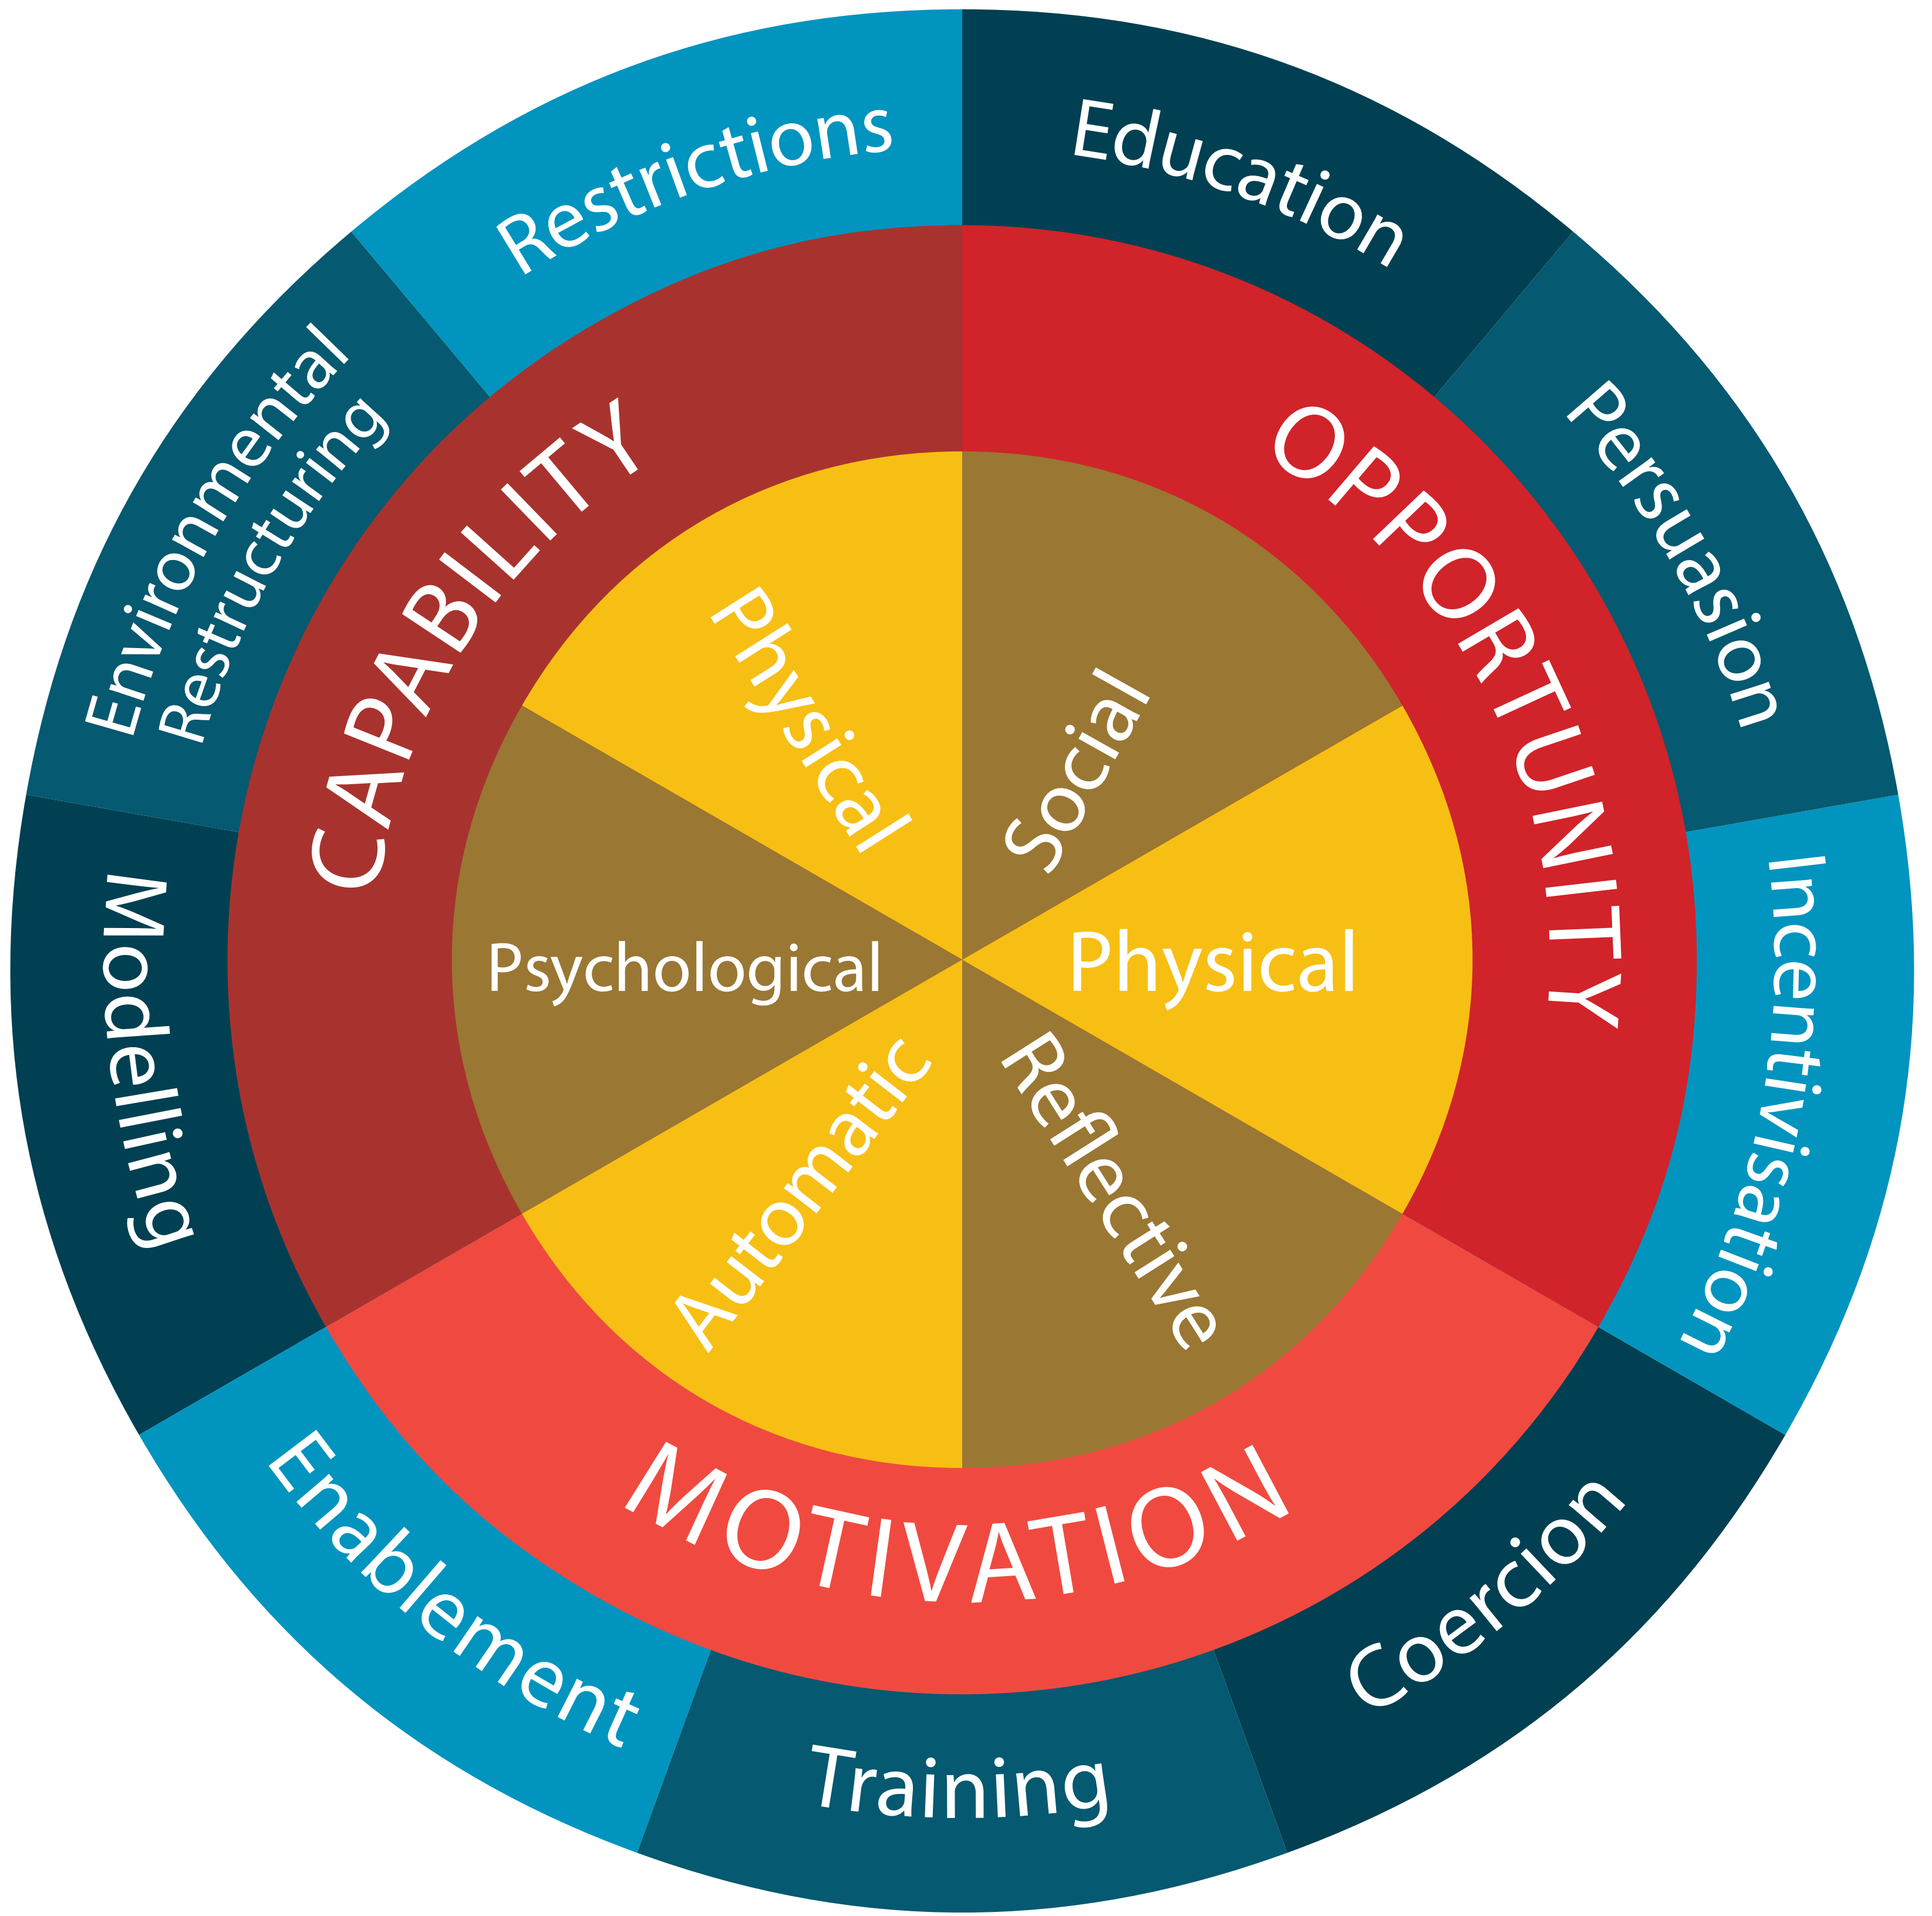 Education
Persuasion
Incentivisation
Coercion
Training
Enablement
Modelling
Environmental
Restructuring
Restrictions
CAPABILITY
OPPORTUNITY
MOTIVATION
Physical
Social
Physical
Reflective
Automatic
Psychological